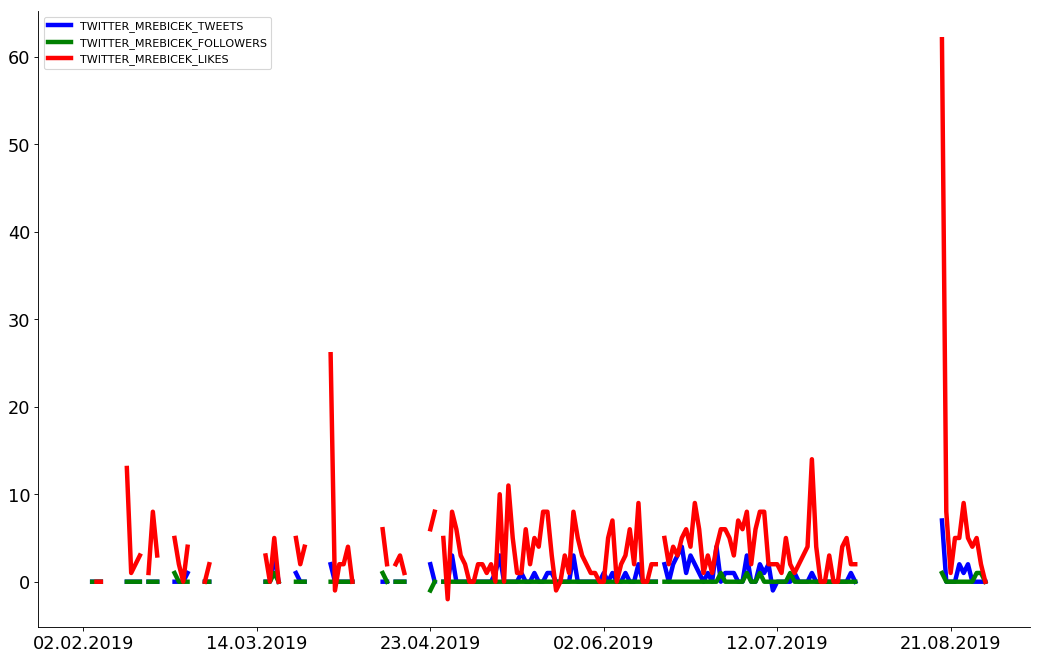 TWITTER_MREBICEK_TWEETS
TWITTER_MREBICEK_FOLLOWERS
TWITTER_MREBICEK_LIKES
60
50
40
30
20
10
0
02.02.2019 14.03.2019 23.04.2019 02.06.2019 12.07.2019 21.08.2019